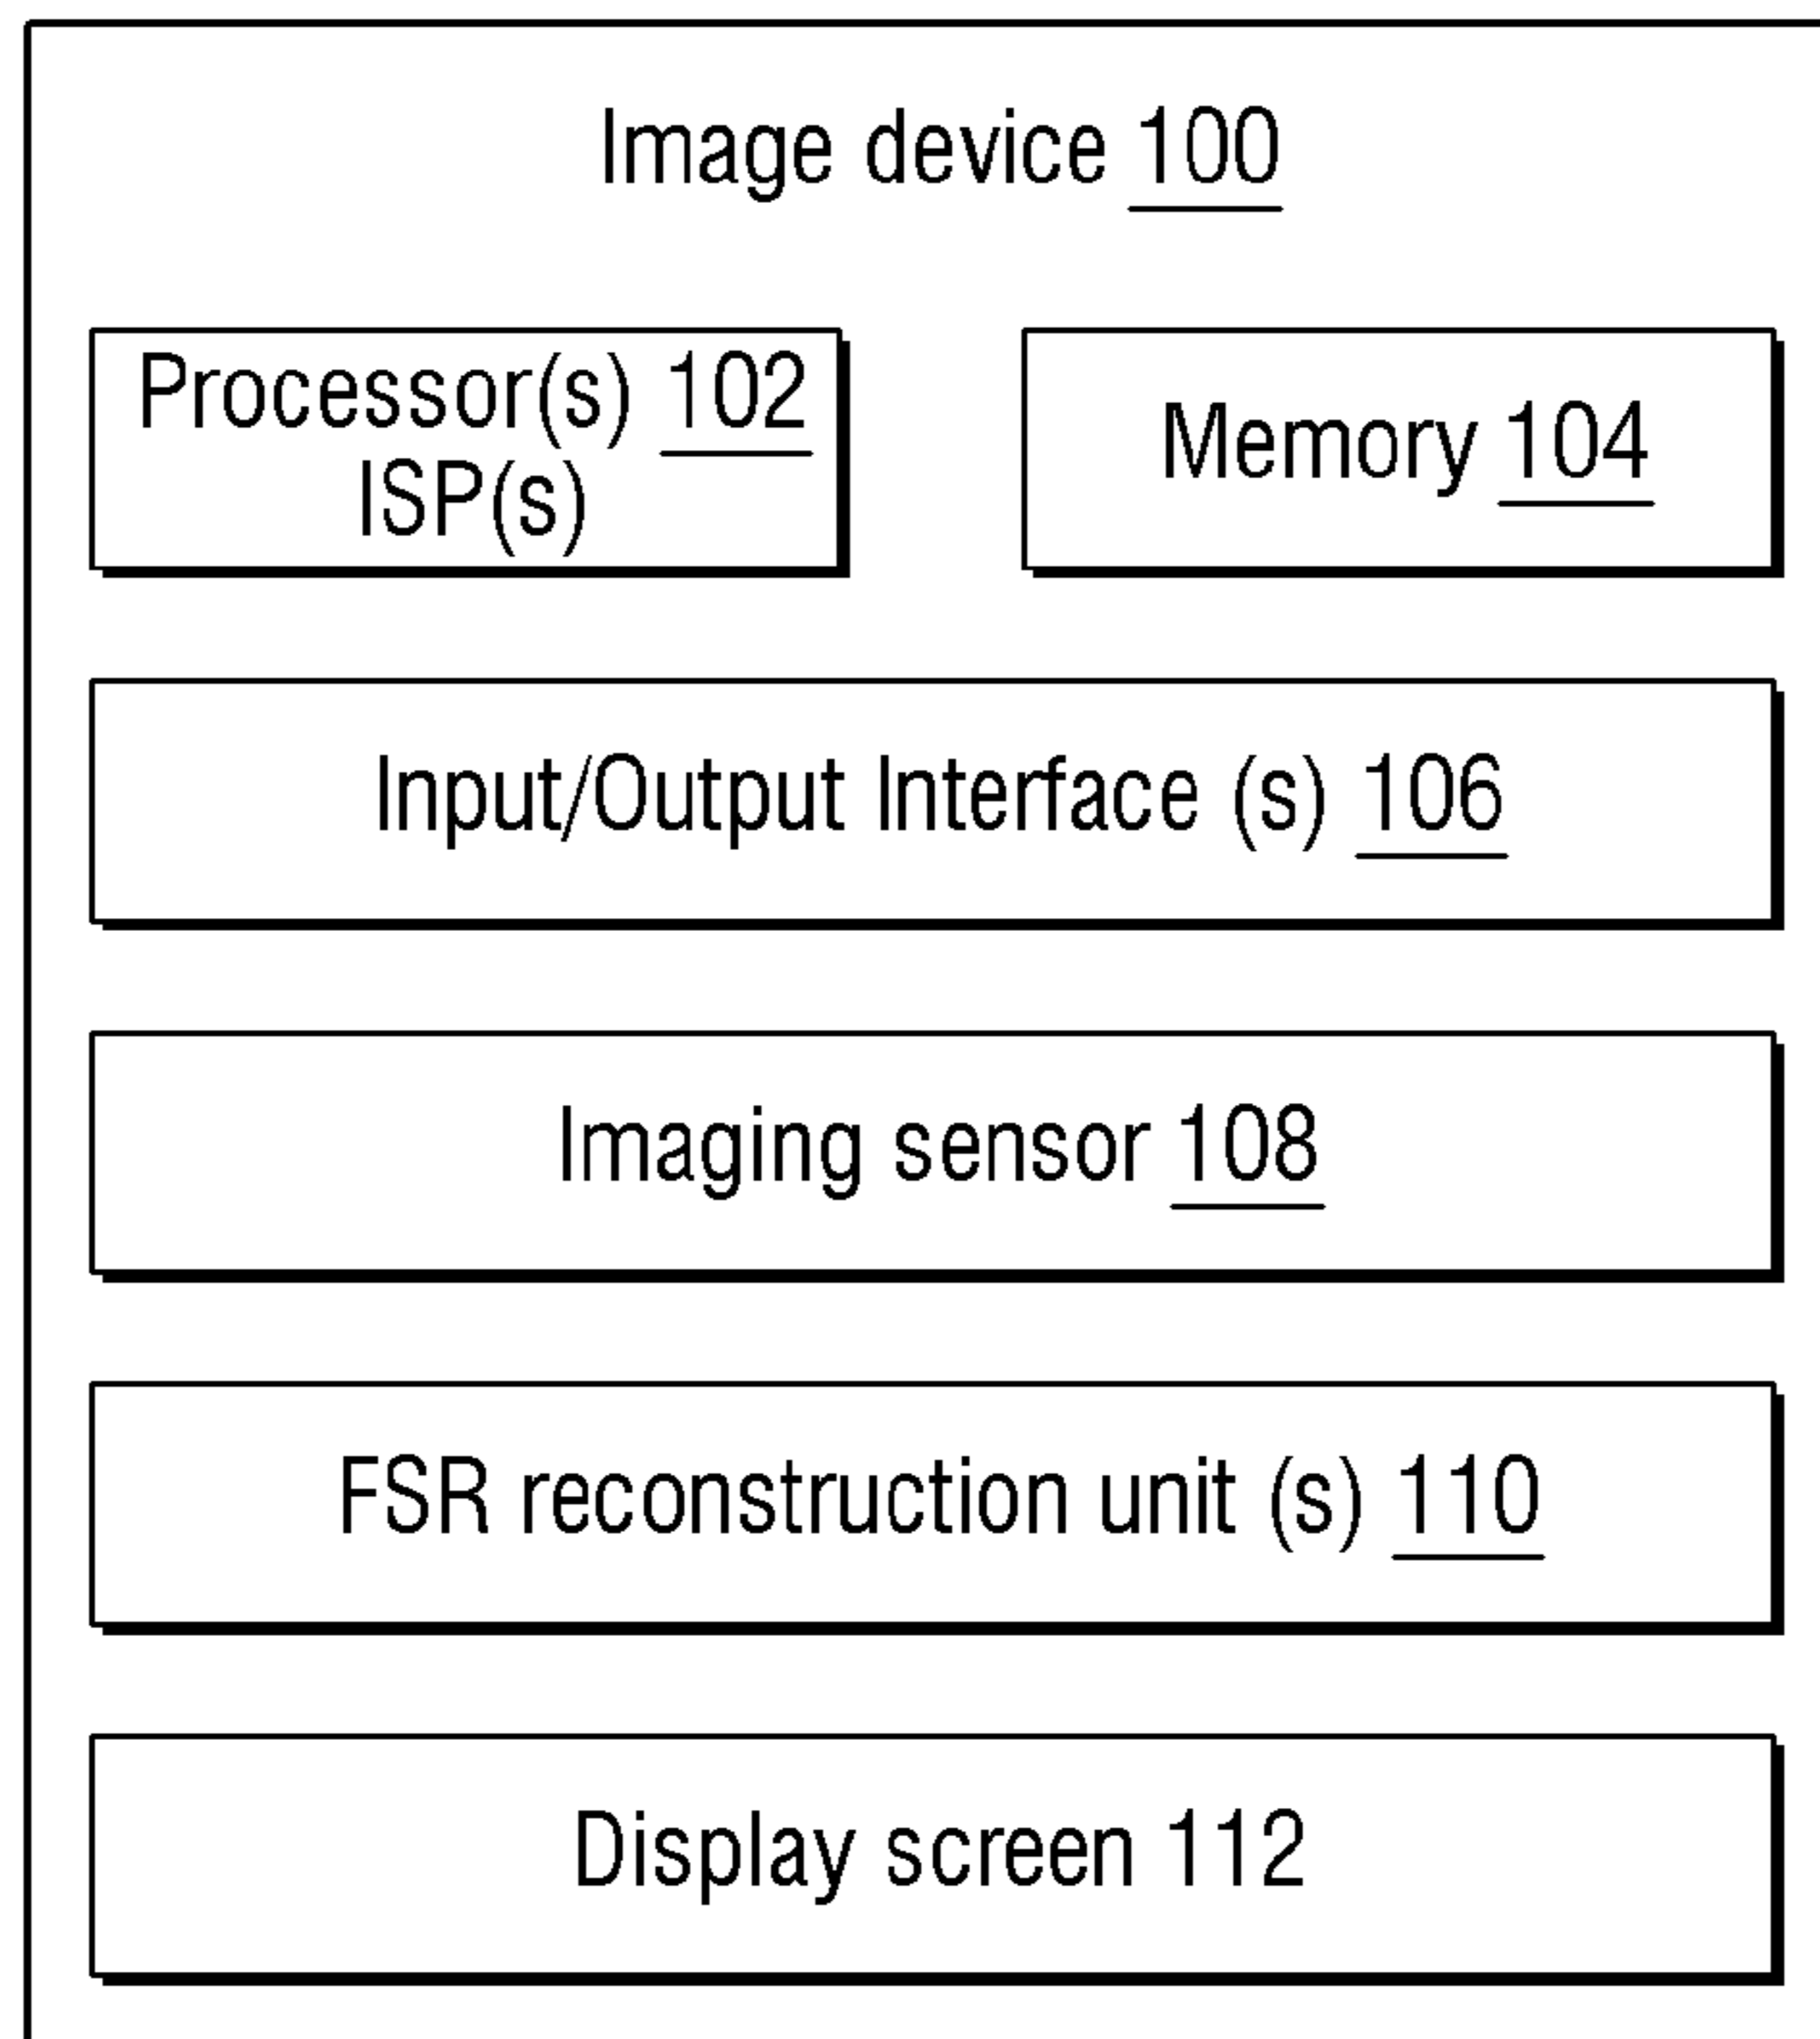 Image device 100
Processor(s) 102
ISP(s)
Memory 104
Input/Output Interface (s) 106
Imaging sensor 108
FSR reconstruction unit (s) 110
Display screen 112